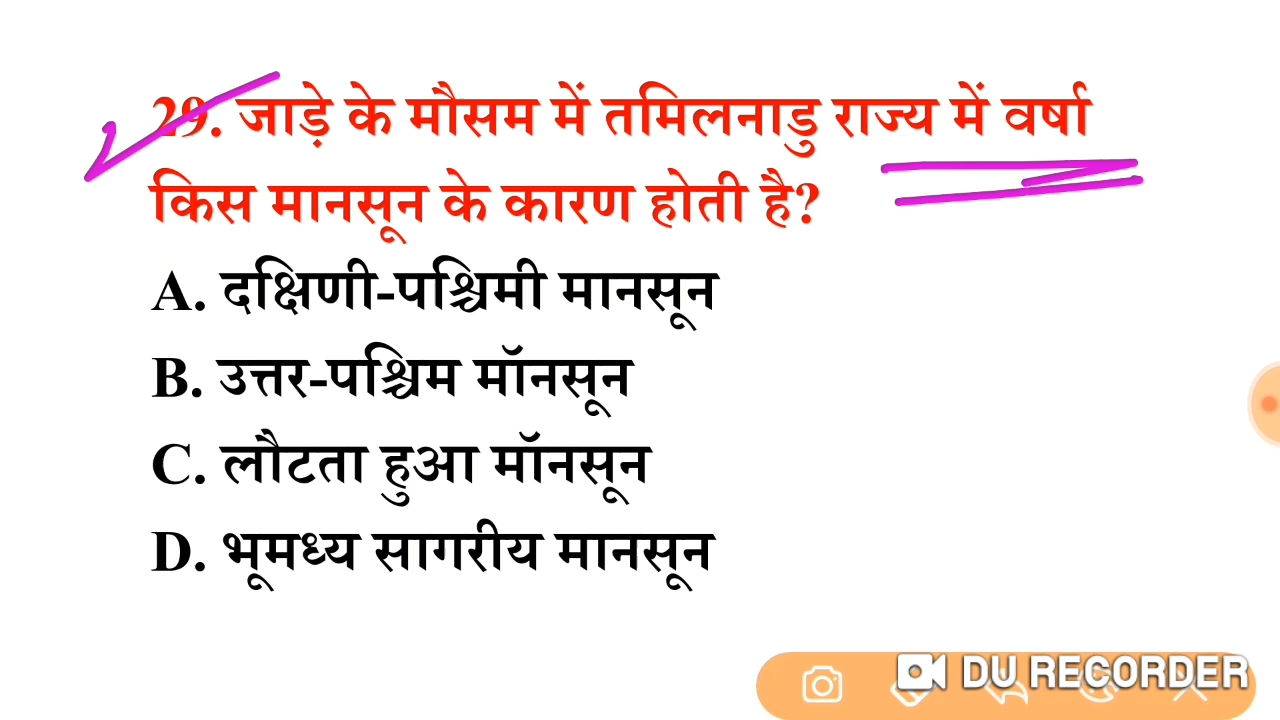 29. जाड़े के मौसम में तमिलनाडु राज्य में वर्षा
किस मानसून के कारण होती है?
A. दक्षिणी-पश्चिमी मानसून
B. उत्तर-पश्चिम मॉनसून
C. लौटता हुआ मॉनसून
D. भूमध्य सागरीय मानसून
DU RECORDER